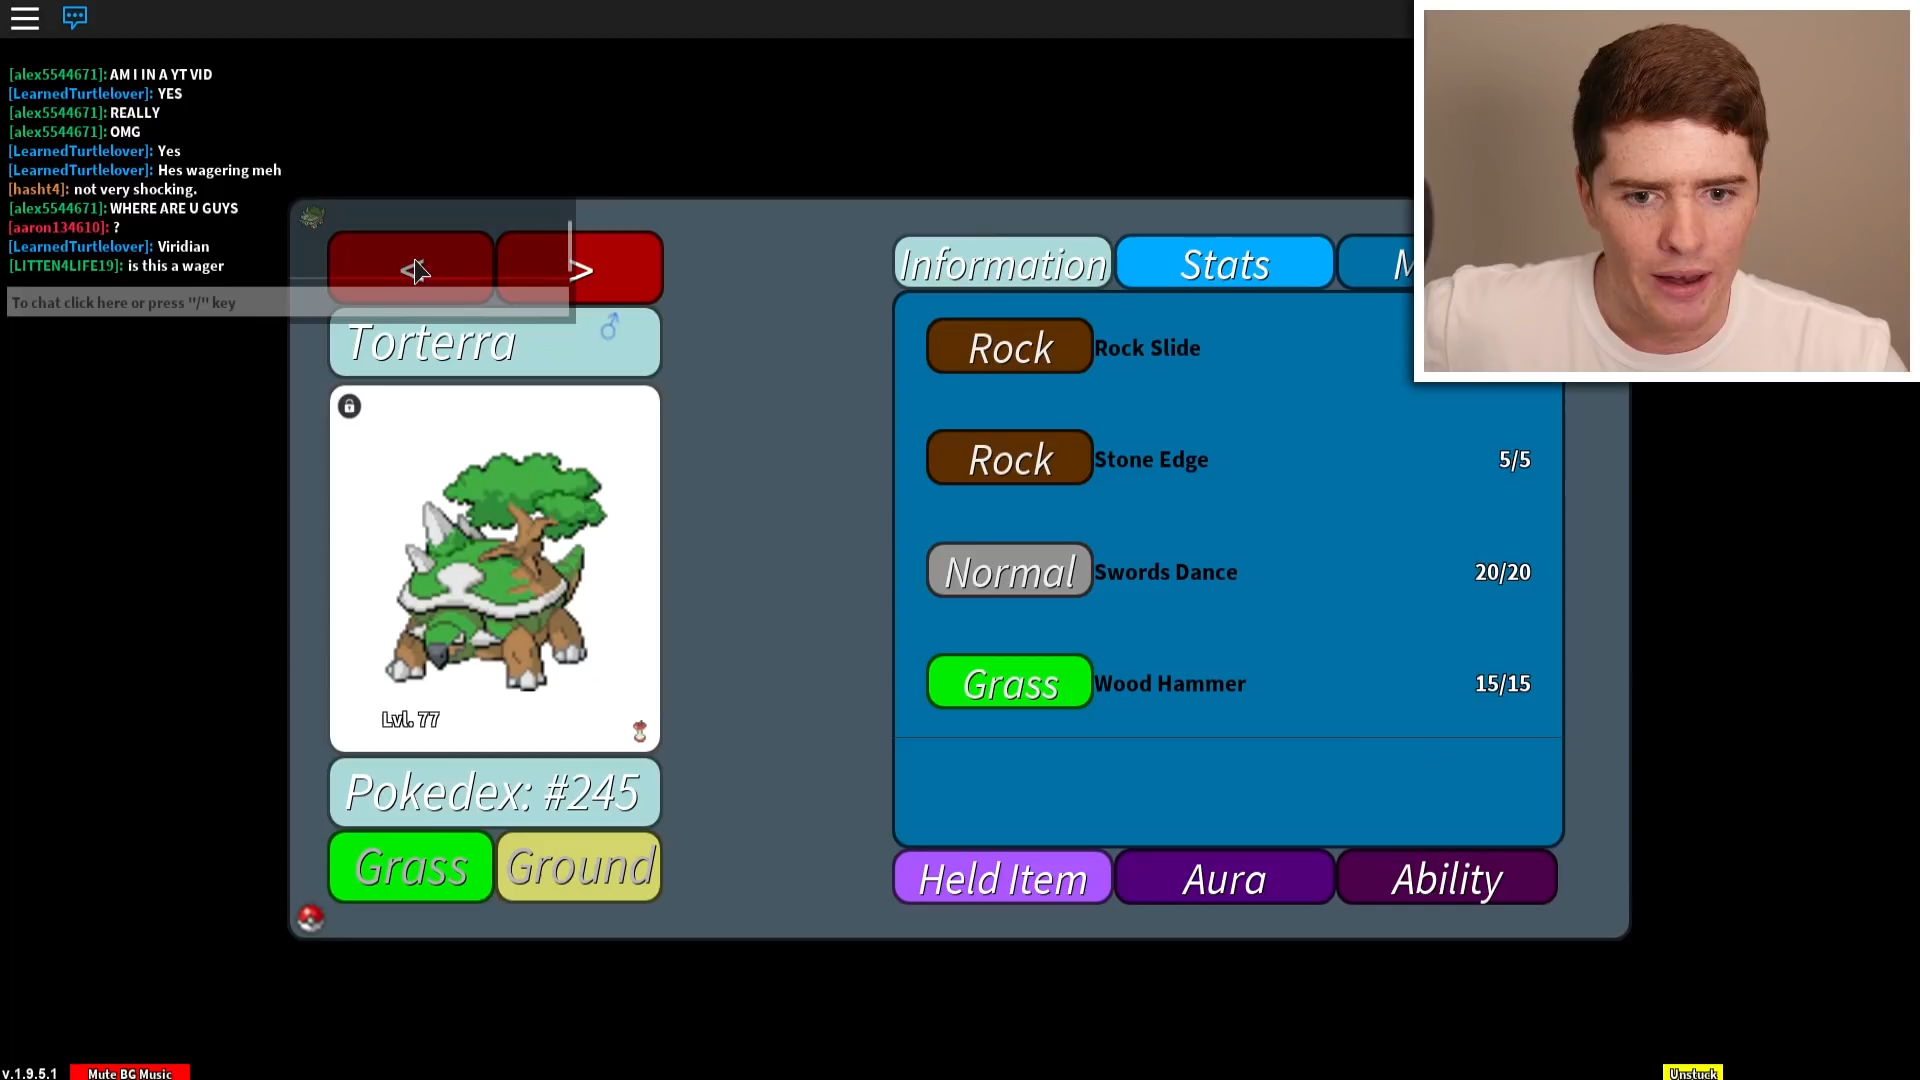 [alex5544671]: AM I IN A YT VID
[LearnedTurtlelover]: YES
[alex5544671]: REALLY
[alex5544671]: OMG
[LearnedTurtlelover]: Yes
[LearnedTurtlelover]: Hes wagering meh
[hasht4]: not very shocking.
[alex5544671]: WHERE ARE U GUYS
[aaron134610]: ?
[LearnedTurtlelover]: Viridian
[LITTEN4LIFE19]: is this a wager
To chat click here or press "/" key
< >
Torterra ♂
Lvl. 77
Pokedex: #245
Grass Ground
Information Stats M
Rock Rock Slide
Rock Stone Edge 5/5
Normal Swords Dance 20/20
Grass Wood Hammer 15/15
Held Item Aura Ability
v.1.9.5.1 Mute BG Music Unstuck